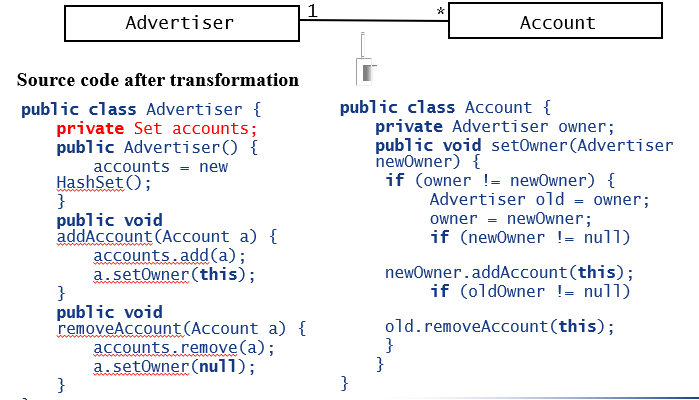 Advertiser
1
*
Account
Source code after transformation
public class Advertiser {
private Set accounts;
public Advertiser() {
accounts = new
HashSet();
}
public void
addAccount(Account a) {
accounts.add(a);
a.setOwner(this);
}
public void
removeAccount(Account a) {
accounts.remove(a);
a.setOwner(null);
}
public class Account {
private Advertiser owner;
public void setOwner(Advertiser
newOwner) {
if (owner != newOwner) {
Advertiser old = owner;
owner = newOwner;
if (newOwner != null)
newOwner.addAccount(this);
if (oldOwner != null)
old.removeAccount(this);
}
}
}